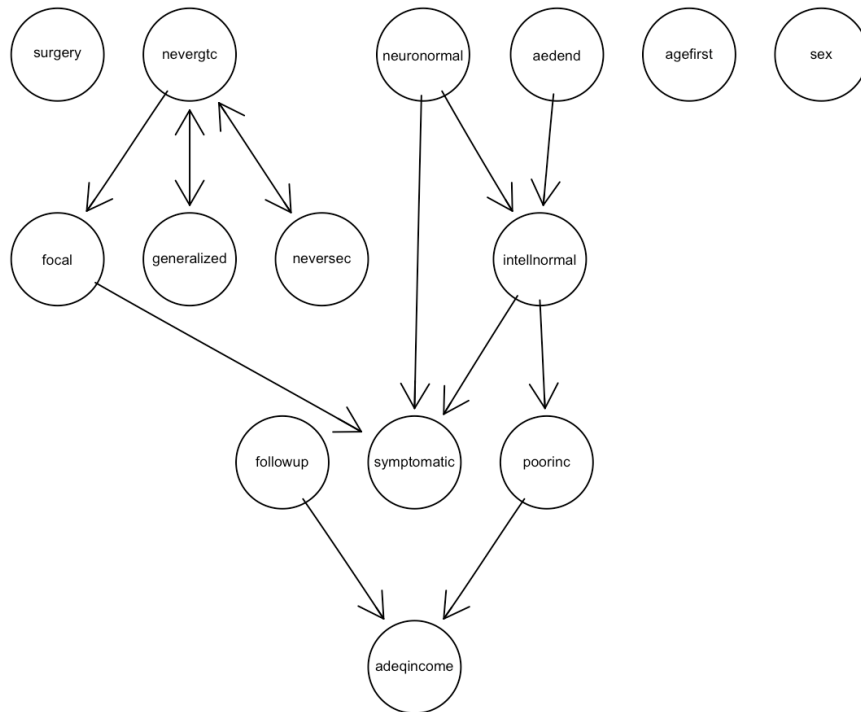 surgery
nevergtc
neuronormal
aedend
agefirst
sex
focal
generalized
neversec
intellnormal
followup
symptomatic
poorinc
adeqincome